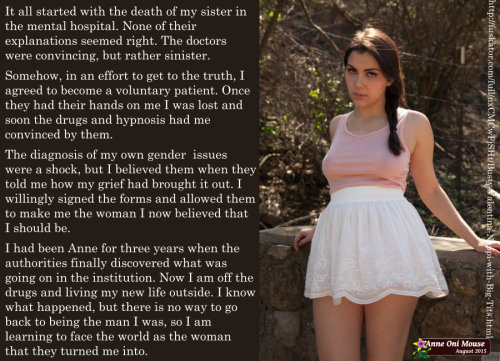 It all started with the death of my sister in
the mental hospital. None of their
explanations seemed right. The doctors
were convincing, but rather sinister.
Somehow, in an effort to get to the truth, I
agreed to become a voluntary patient. Once
they had their hands on me I was lost and
soon the drugs and hypnosis had me
convinced by them.
The diagnosis of my own gender issues
were a shock, but I believed them when they
told me how my grief had brought it out. I
willingly signed the forms and allowed them
to make me the woman I now believed that
I should be.
I had been Anne for three years when the
authorities finally discovered what was
going on in the institution. Now I am off the
drugs and living my new life outside. I know
what happened, but there is no way to go
back to being the man I was, so I am
learning to face the world as the woman
that they turned me into.
Anne Oni Mouse
August 2015